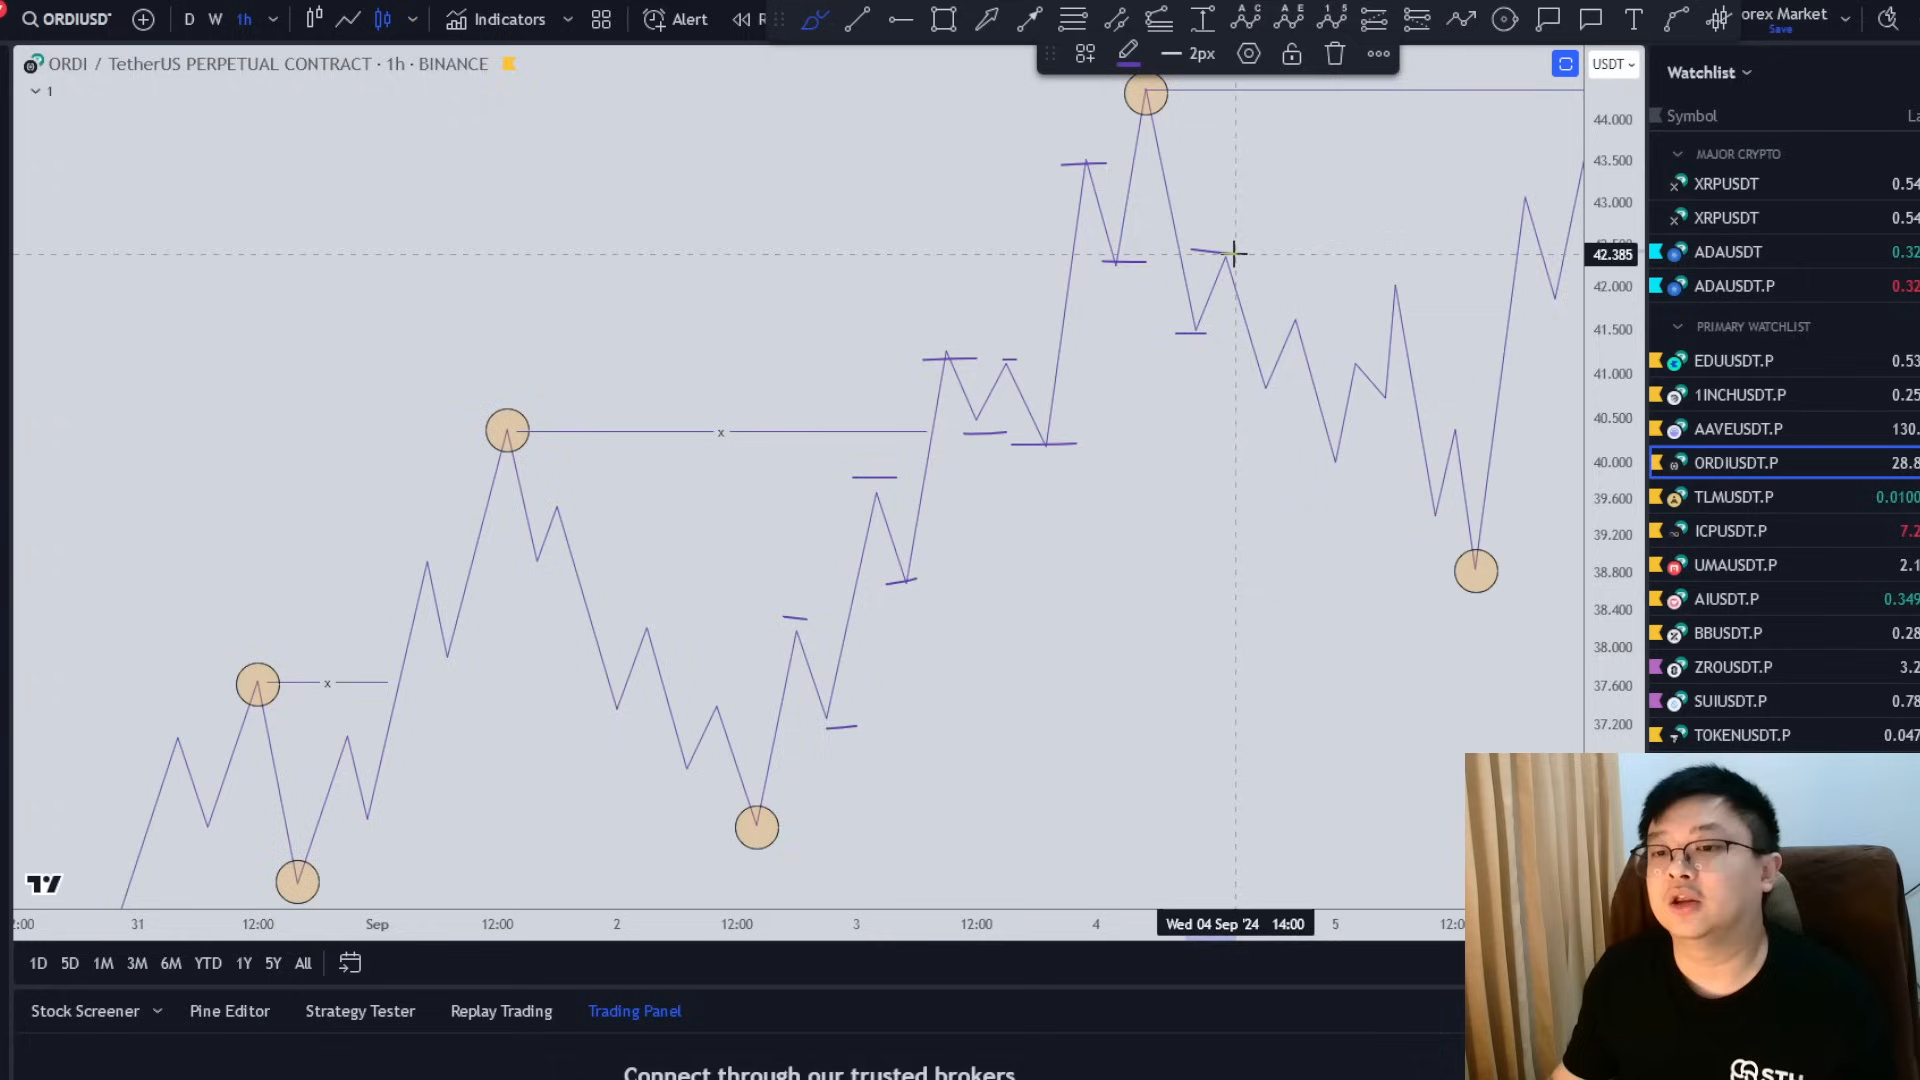 ORDIUSDT
D W 1h
Indicators
Alert
2px
orex Market
Save
ORDI / TetherUS PERPETUAL CONTRACT · 1h · BINANCE
1
USDT
44.000
43.500
43.000
42.385
42.000
41.500
41.000
40.500
40.000
39.600
39.200
38.800
38.400
38.000
37.600
37.200
x
x
Watchlist
Symbol
MAJOR CRYPTO
XRPUSDT 0.54
XRPUSDT 0.54
ADAUSDT 0.32
ADAUSDT.P 0.32
PRIMARY WATCHLIST
EDUUSDT.P 0.53
1INCHUSDT.P 0.25
AAVEUSDT.P 130.
ORDIUSDT.P 28.8
TLMUSDT.P 0.0100
ICPUSDT.P 7.2
UMAUSDT.P 2.1
AIUSDT.P 0.349
BBUSDT.P 0.28
ZROUSDT.P 3.2
SUIUSDT.P 0.78
TOKENUSDT.P 0.047
:00 31 12:00 Sep 12:00 2 12:00 3 12:00 4 Wed 04 Sep '24 14:00 5 12:0
1D 5D 1M 3M 6M YTD 1Y 5Y All
Stock Screener Pine Editor Strategy Tester Replay Trading Trading Panel
Connect through our trusted brokers